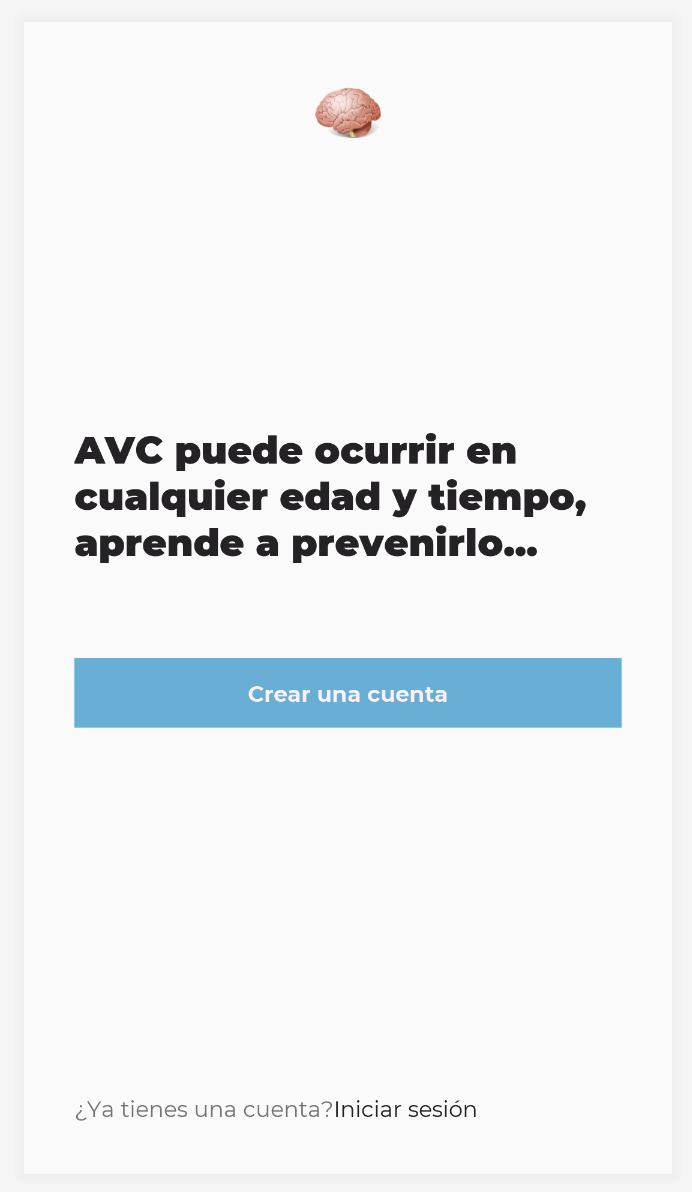 AVC puede ocurrir en
cualquier edad y tiempo,
aprende a prevenirlo...
Crear una cuenta
¿Ya tienes una cuenta?Iniciar sesión